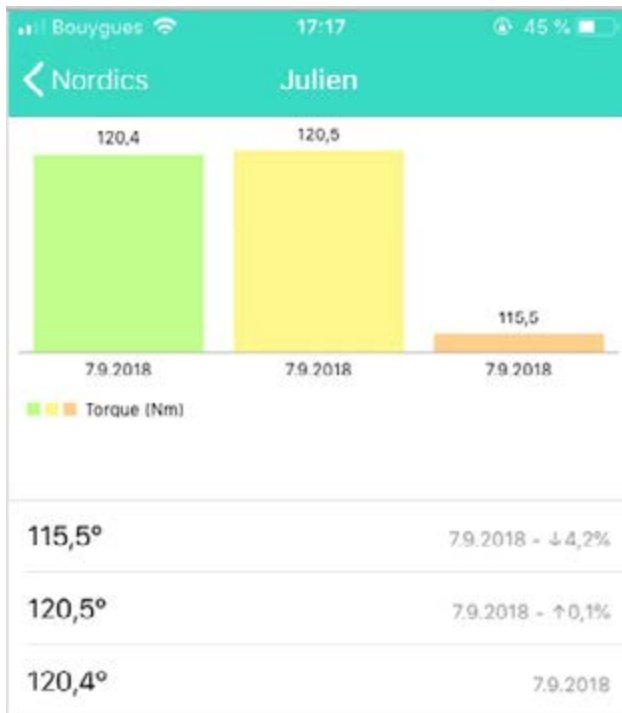 Bouygues 17:17 45 %
Nordics Julien
120,4 120,5
115,5
7.9.2018 7.9.2018 7.9.2018
Torque (Nm)
115,5° 7.9.2018 - ↓4,2%
120,5° 7.9.2018 - ↑0,1%
120,4° 7.9.2018